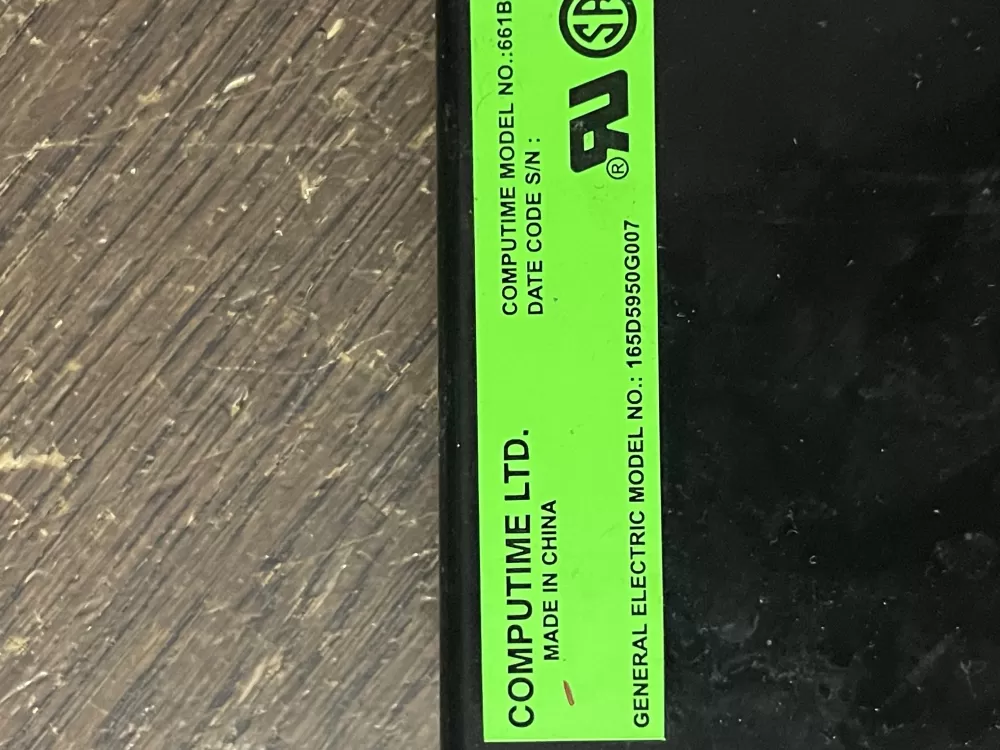 COMPUTIME LTD.
MADE IN CHINA
COMPUTIME MODEL NO.:661B
DATE CODE S/N :
GENERAL ELECTRIC MODEL NO.: 165D5950G007
®